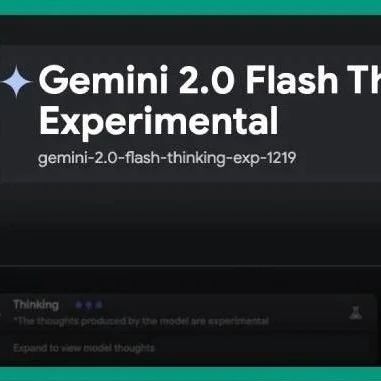 Gemini 2.0 Flash Th
Experimental
gemini-2.0-flash-thinking-exp-1219
Thinking
*The thoughts produced by the model are experimental
Expand to view model thoughts